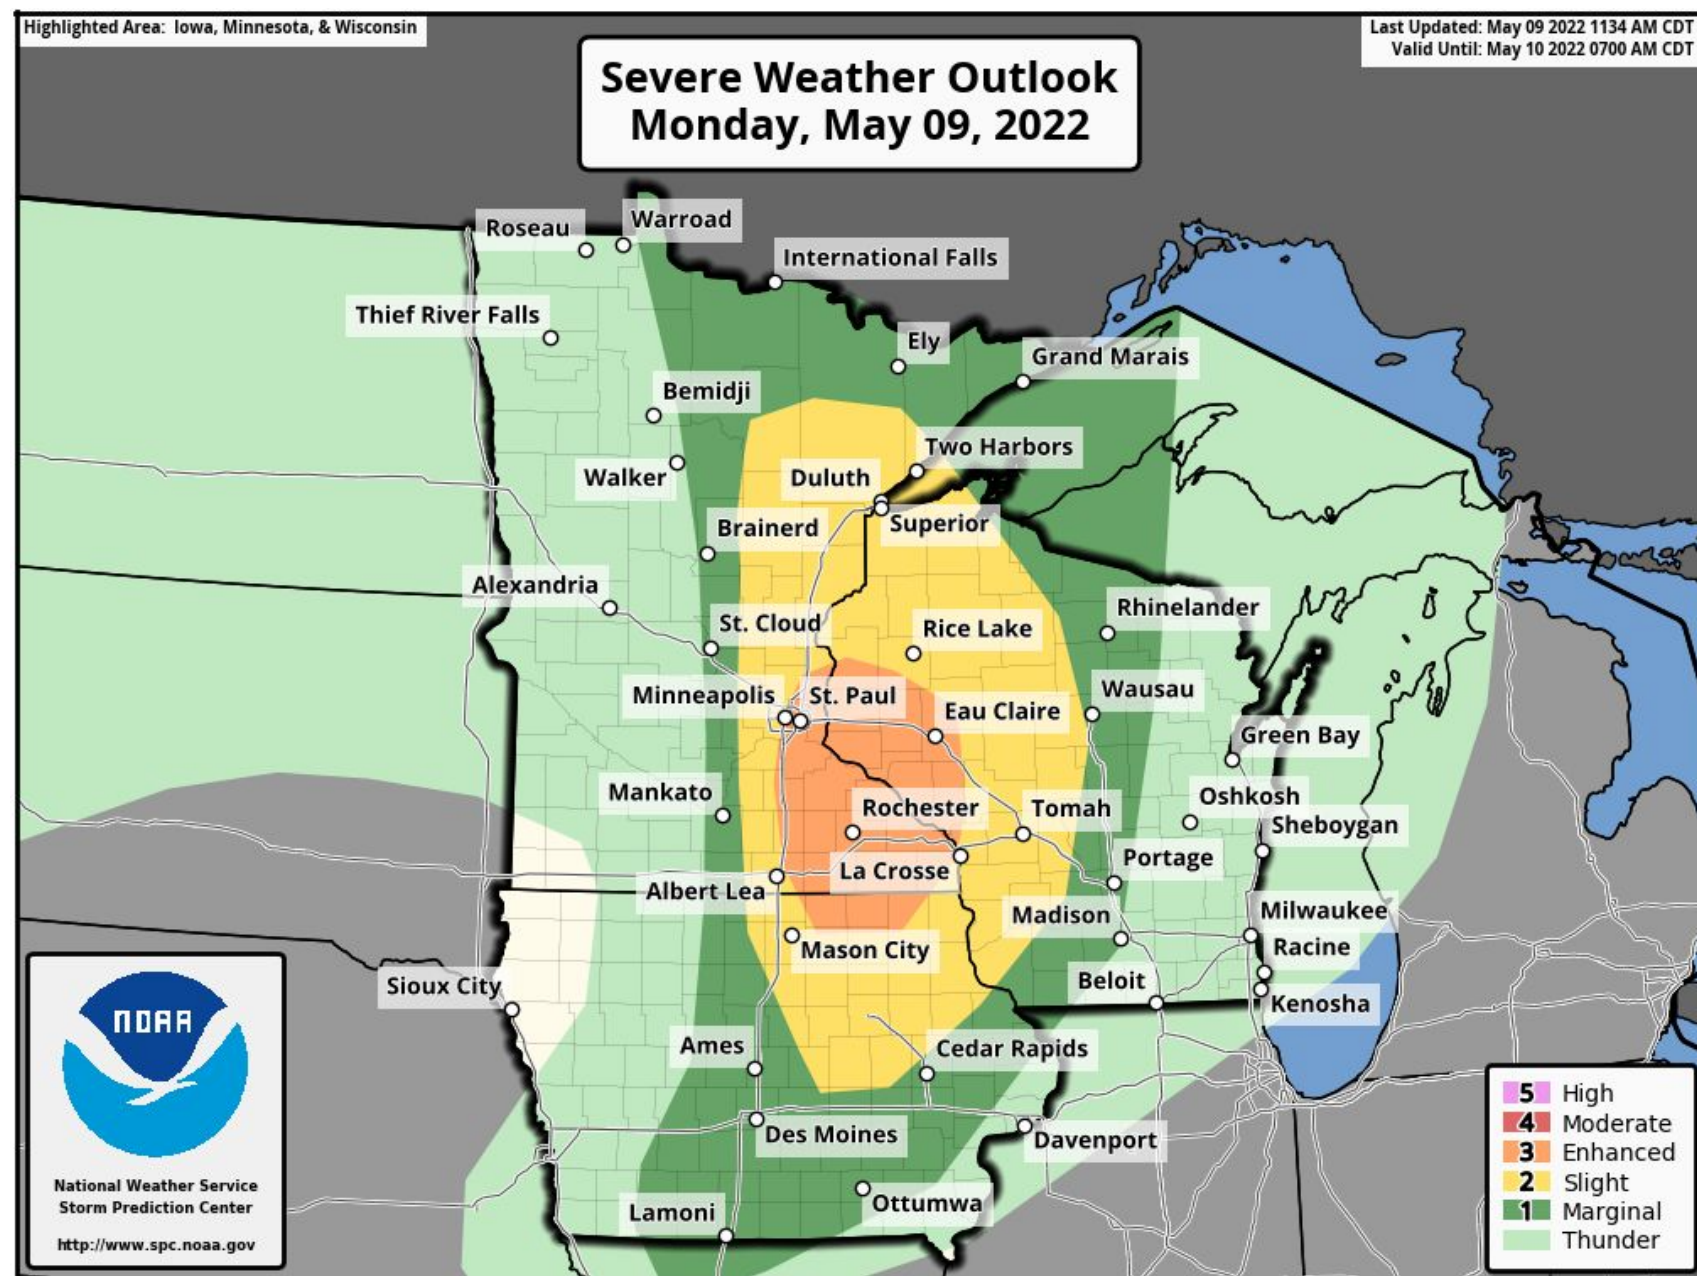 Highlighted Area: Iowa, Minnesota, & Wisconsin
Last Updated: May 09 2022 1134 AM CDT
Valid Until: May 10 2022 0700 AM CDT
Severe Weather Outlook
Monday, May 09, 2022
Roseau
Warroad
International Falls
Thief River Falls
Ely
Grand Marais
Bemidji
Two Harbors
Walker
Duluth
Superior
Brainerd
Alexandria
St. Cloud
Rice Lake
Rhinelander
Minneapolis
St. Paul
Eau Claire
Wausau
Green Bay
Mankato
Rochester
Tomah
Oshkosh
Sheboygan
Albert Lea
La Crosse
Portage
Mason City
Madison
Milwaukee
Racine
Sioux City
Beloit
Kenosha
Ames
Cedar Rapids
Des Moines
Davenport
Lamoni
Ottumwa
NOAA
National Weather Service
Storm Prediction Center
http://www.spc.noaa.gov
5 High
4 Moderate
3 Enhanced
2 Slight
1 Marginal
Thunder